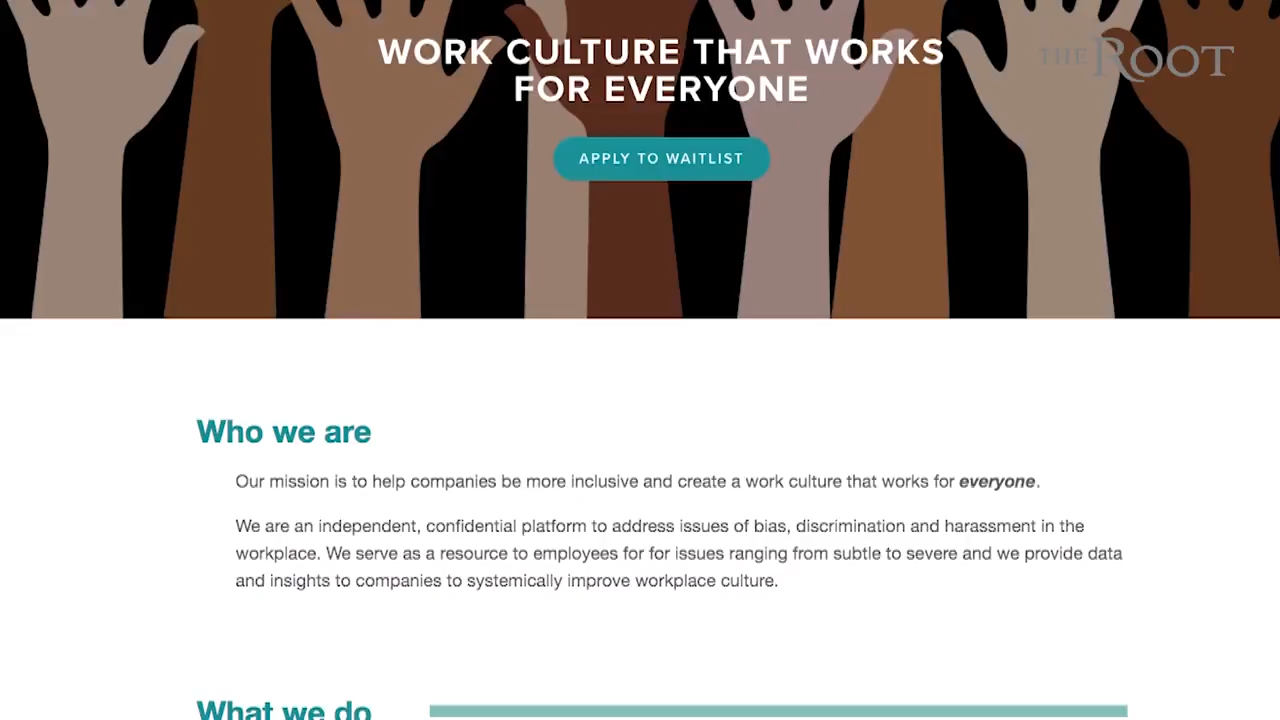 WORK CULTURE THAT WORKS
FOR EVERYONE
THE ROOT
APPLY TO WAITLIST
Who we are
Our mission is to help companies be more inclusive and create a work culture that works for everyone.
We are an independent, confidential platform to address issues of bias, discrimination and harassment in the
workplace. We serve as a resource to employees for for issues ranging from subtle to severe and we provide data
and insights to companies to systemically improve workplace culture.
What we do